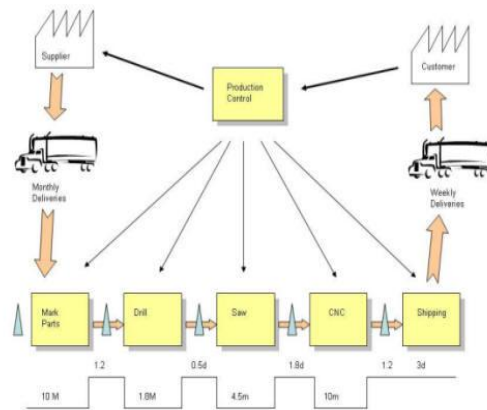 Supplier
Customer
Production
Control
Monthly
Deliveries
Weekly
Deliveries
Mark
Parts
Drill
Saw
CNC
Shipping
1.2 0.5d 1.8d 1.2 3d
10 M 1.8M 4.5m 10m